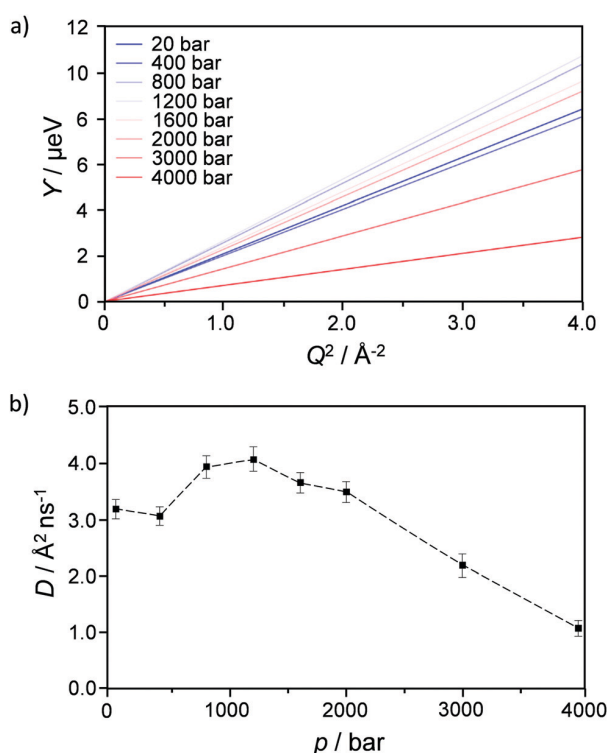 a)
12
10
6
6
4
2
0
ϒ / μeV
20 bar
400 bar
800 bar
1200 bar
1600 bar
2000 bar
3000 bar
4000 bar
0 1.0 2.0 3.0 4.0
Q² / Å⁻²
b)
5.0
4.0
3.0
2.0
1.0
0.0
D / Å² ns⁻¹
0 1000 2000 3000 4000
p / bar